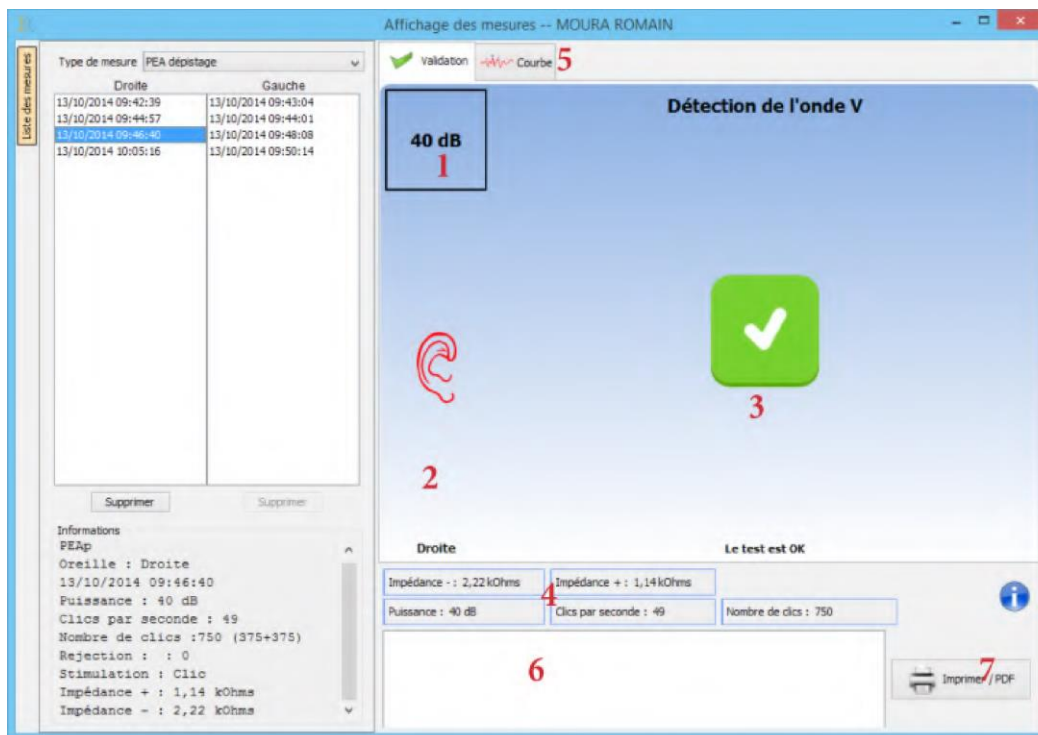 Affichage des mesures -- MOURA ROMAIN
Liste des mesures
Type de mesure PEA dépistage
Droite Gauche
13/10/2014 09:42:39 13/10/2014 09:43:04
13/10/2014 09:44:57 13/10/2014 09:44:01
13/10/2014 09:46:40 13/10/2014 09:48:08
13/10/2014 10:05:16 13/10/2014 09:50:14
Supprimer Supprimer
Informations
PEAp
Oreille : Droite
13/10/2014 09:46:40
Puissance : 40 dB
Clics par seconde : 49
Nombre de clics :750 (375+375)
Rejection : : 0
Stimulation : Clic
Impédance + : 1,14 kOhms
Impédance - : 2,22 kOhms
Validation Courbe 5
Détection de l'onde V
40 dB
1
3
2
Droite Le test est OK
Impédance - : 2,22 kOhms Impédance + : 1,14 kOhms
4
Puissance : 40 dB Clics par seconde : 49 Nombre de clics : 750
6
Imprimer / PDF 7